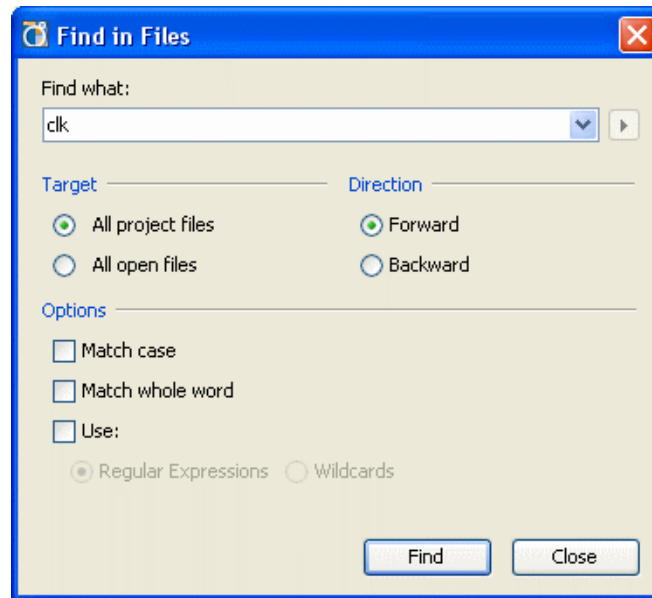 Find in Files
Find what:
clk
Target
Direction
All project files
Forward
All open files
Backward
Options
Match case
Match whole word
Use:
Regular Expressions Wildcards
Find Close